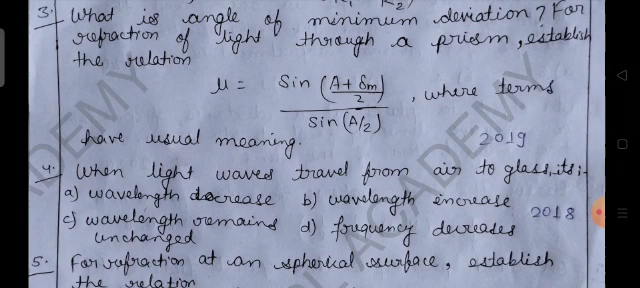 3. What is angle of minimum deviation? For
refraction of light through a prism, establish
the relation
μ = sin (A + δm / 2) / sin (A/2) , where terms
have usual meaning. 2019
4. When light waves travel from air to glass, its:-
a) wavelength decrease b) wavelength increase
c) wavelength remains unchanged d) frequency decreases 2018
5. For refraction at an spherical surface, establish
the relation